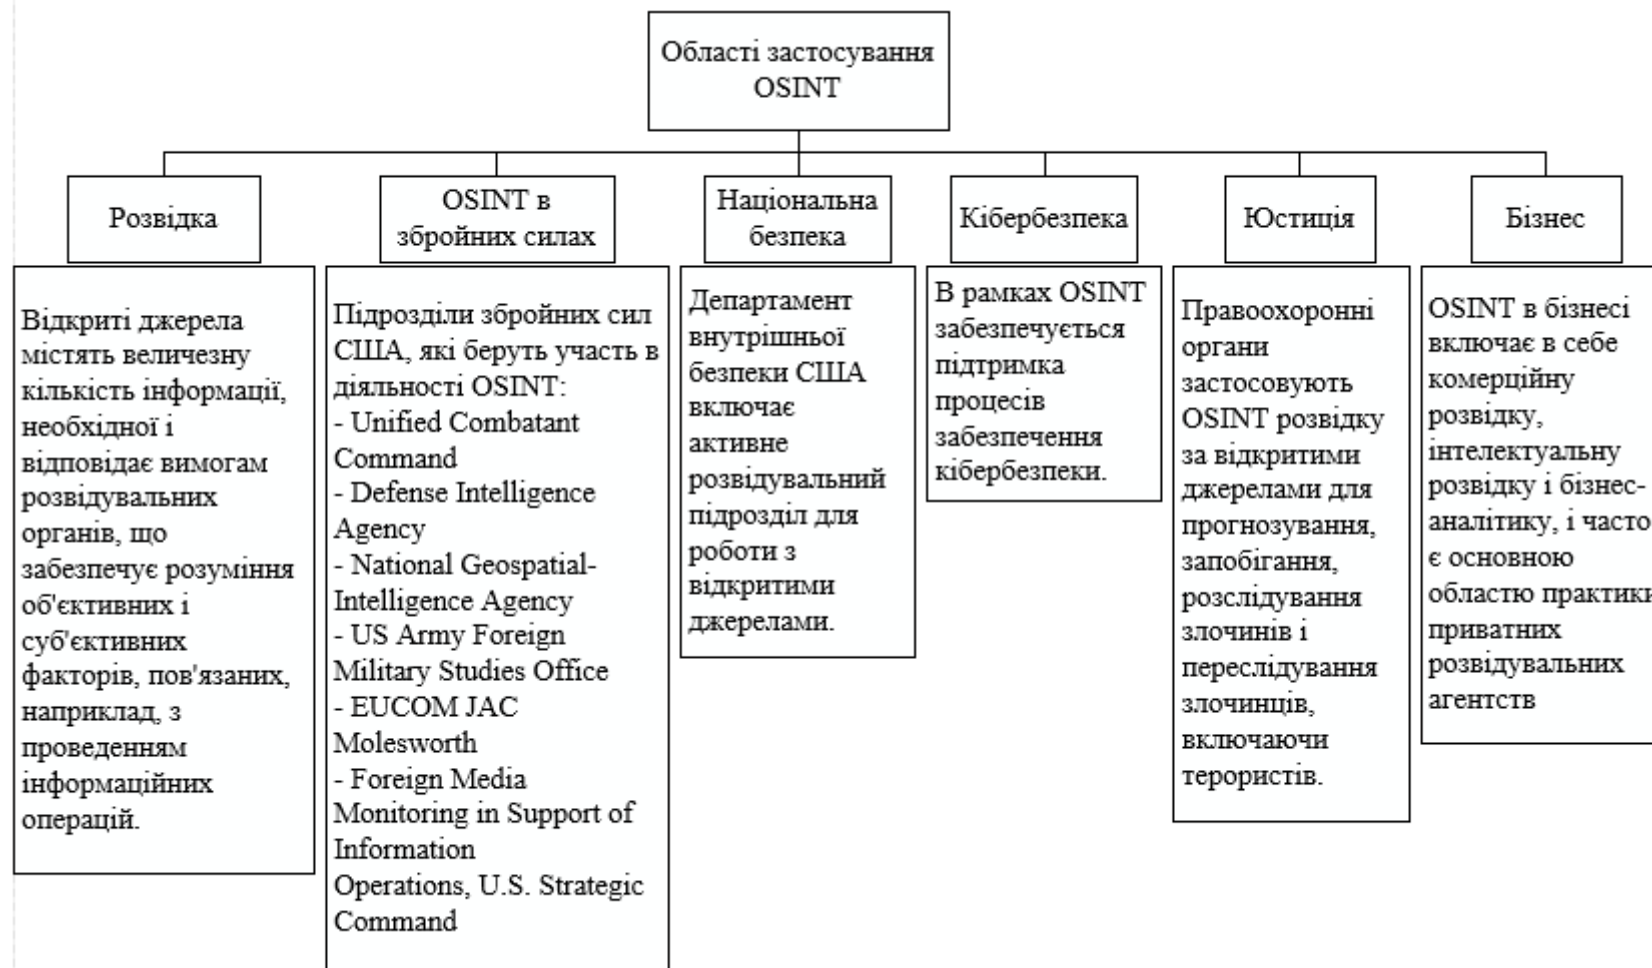 Області застосування
OSINT
Розвідка
Відкриті джерела
містять величезну
кількість інформації,
необхідної і
відповідає вимогам
розвідувальних
органів, що
забезпечує розуміння
об'єктивних і
суб'єктивних
факторів, пов'язаних,
наприклад, з
проведенням
інформаційних
операцій.
OSINT в
збройних силах
Підрозділи збройних сил
США, які беруть участь в
діяльності OSINT:
- Unified Combatant
Command
- Defense Intelligence
Agency
- National Geospatial-
Intelligence Agency
- US Army Foreign
Military Studies Office
- EUCOM JAC
Molesworth
- Foreign Media
Monitoring in Support of
Information
Operations, U.S. Strategic
Command
Національна
безпека
Департамент
внутрішньої
безпеки США
включає
активне
розвідувальний
підрозділ для
роботи з
відкритими
джерелами.
Кібербезпека
В рамках OSINT
забезпечується
підтримка
процесів
забезпечення
кібербезпеки.
Юстиція
Правоохоронні
органи
застосовують
OSINT розвідку
за відкритими
джерелами для
прогнозування,
запобігання,
розслідування
злочинів і
переслідування
злочинців,
включаючи
терористів.
Бізнес
OSINT в бізнесі
включає в себе
комерційну
розвідку,
інтелектуальну
розвідку і бізнес-
аналітику, і часто
є основною
областю практики
приватних
розвідувальних
агентств